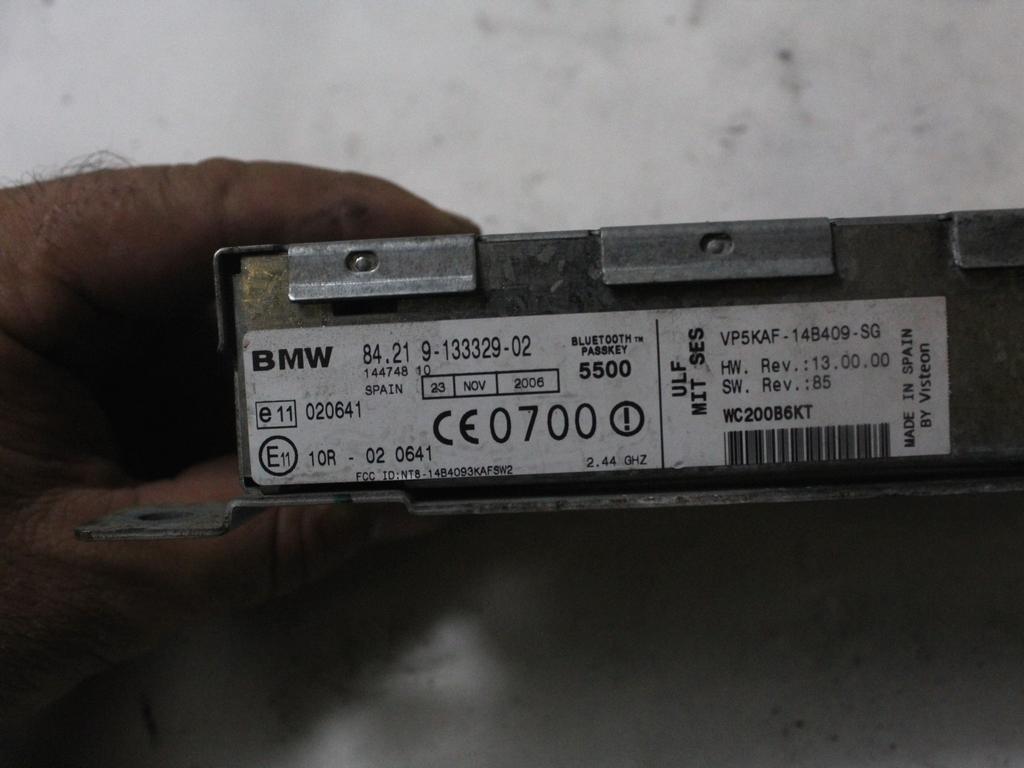 BMW 84.21 9-133329-02
144748 10
SPAIN 23 NOV 2006
BLUETOOTH™
PASSKEY
5500
e11 020641
CE0700
E11 10R - 02 0641
FCC ID:NT8-14B4093KAFSW2
2.44 GHZ
ULF
MIT SES
VP5KAF-14B409-SG
HW. Rev.:13.00.00
SW. Rev.:85
WC200B6KT
MADE IN SPAIN
BY Visteon